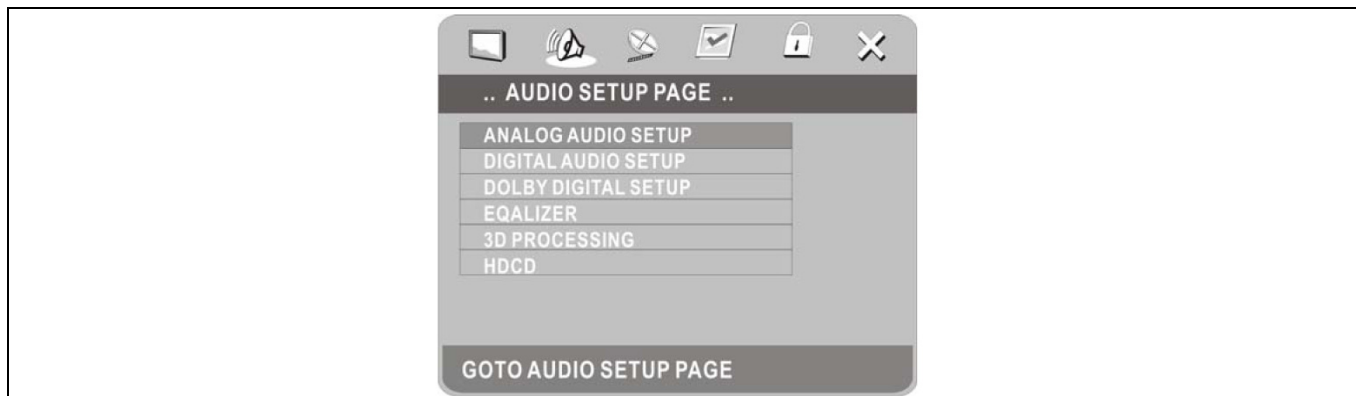 .. AUDIO SETUP PAGE ..
ANALOG AUDIO SETUP
DIGITAL AUDIO SETUP
DOLBY DIGITAL SETUP
EQALIZER
3D PROCESSING
HDCD
GOTO AUDIO SETUP PAGE